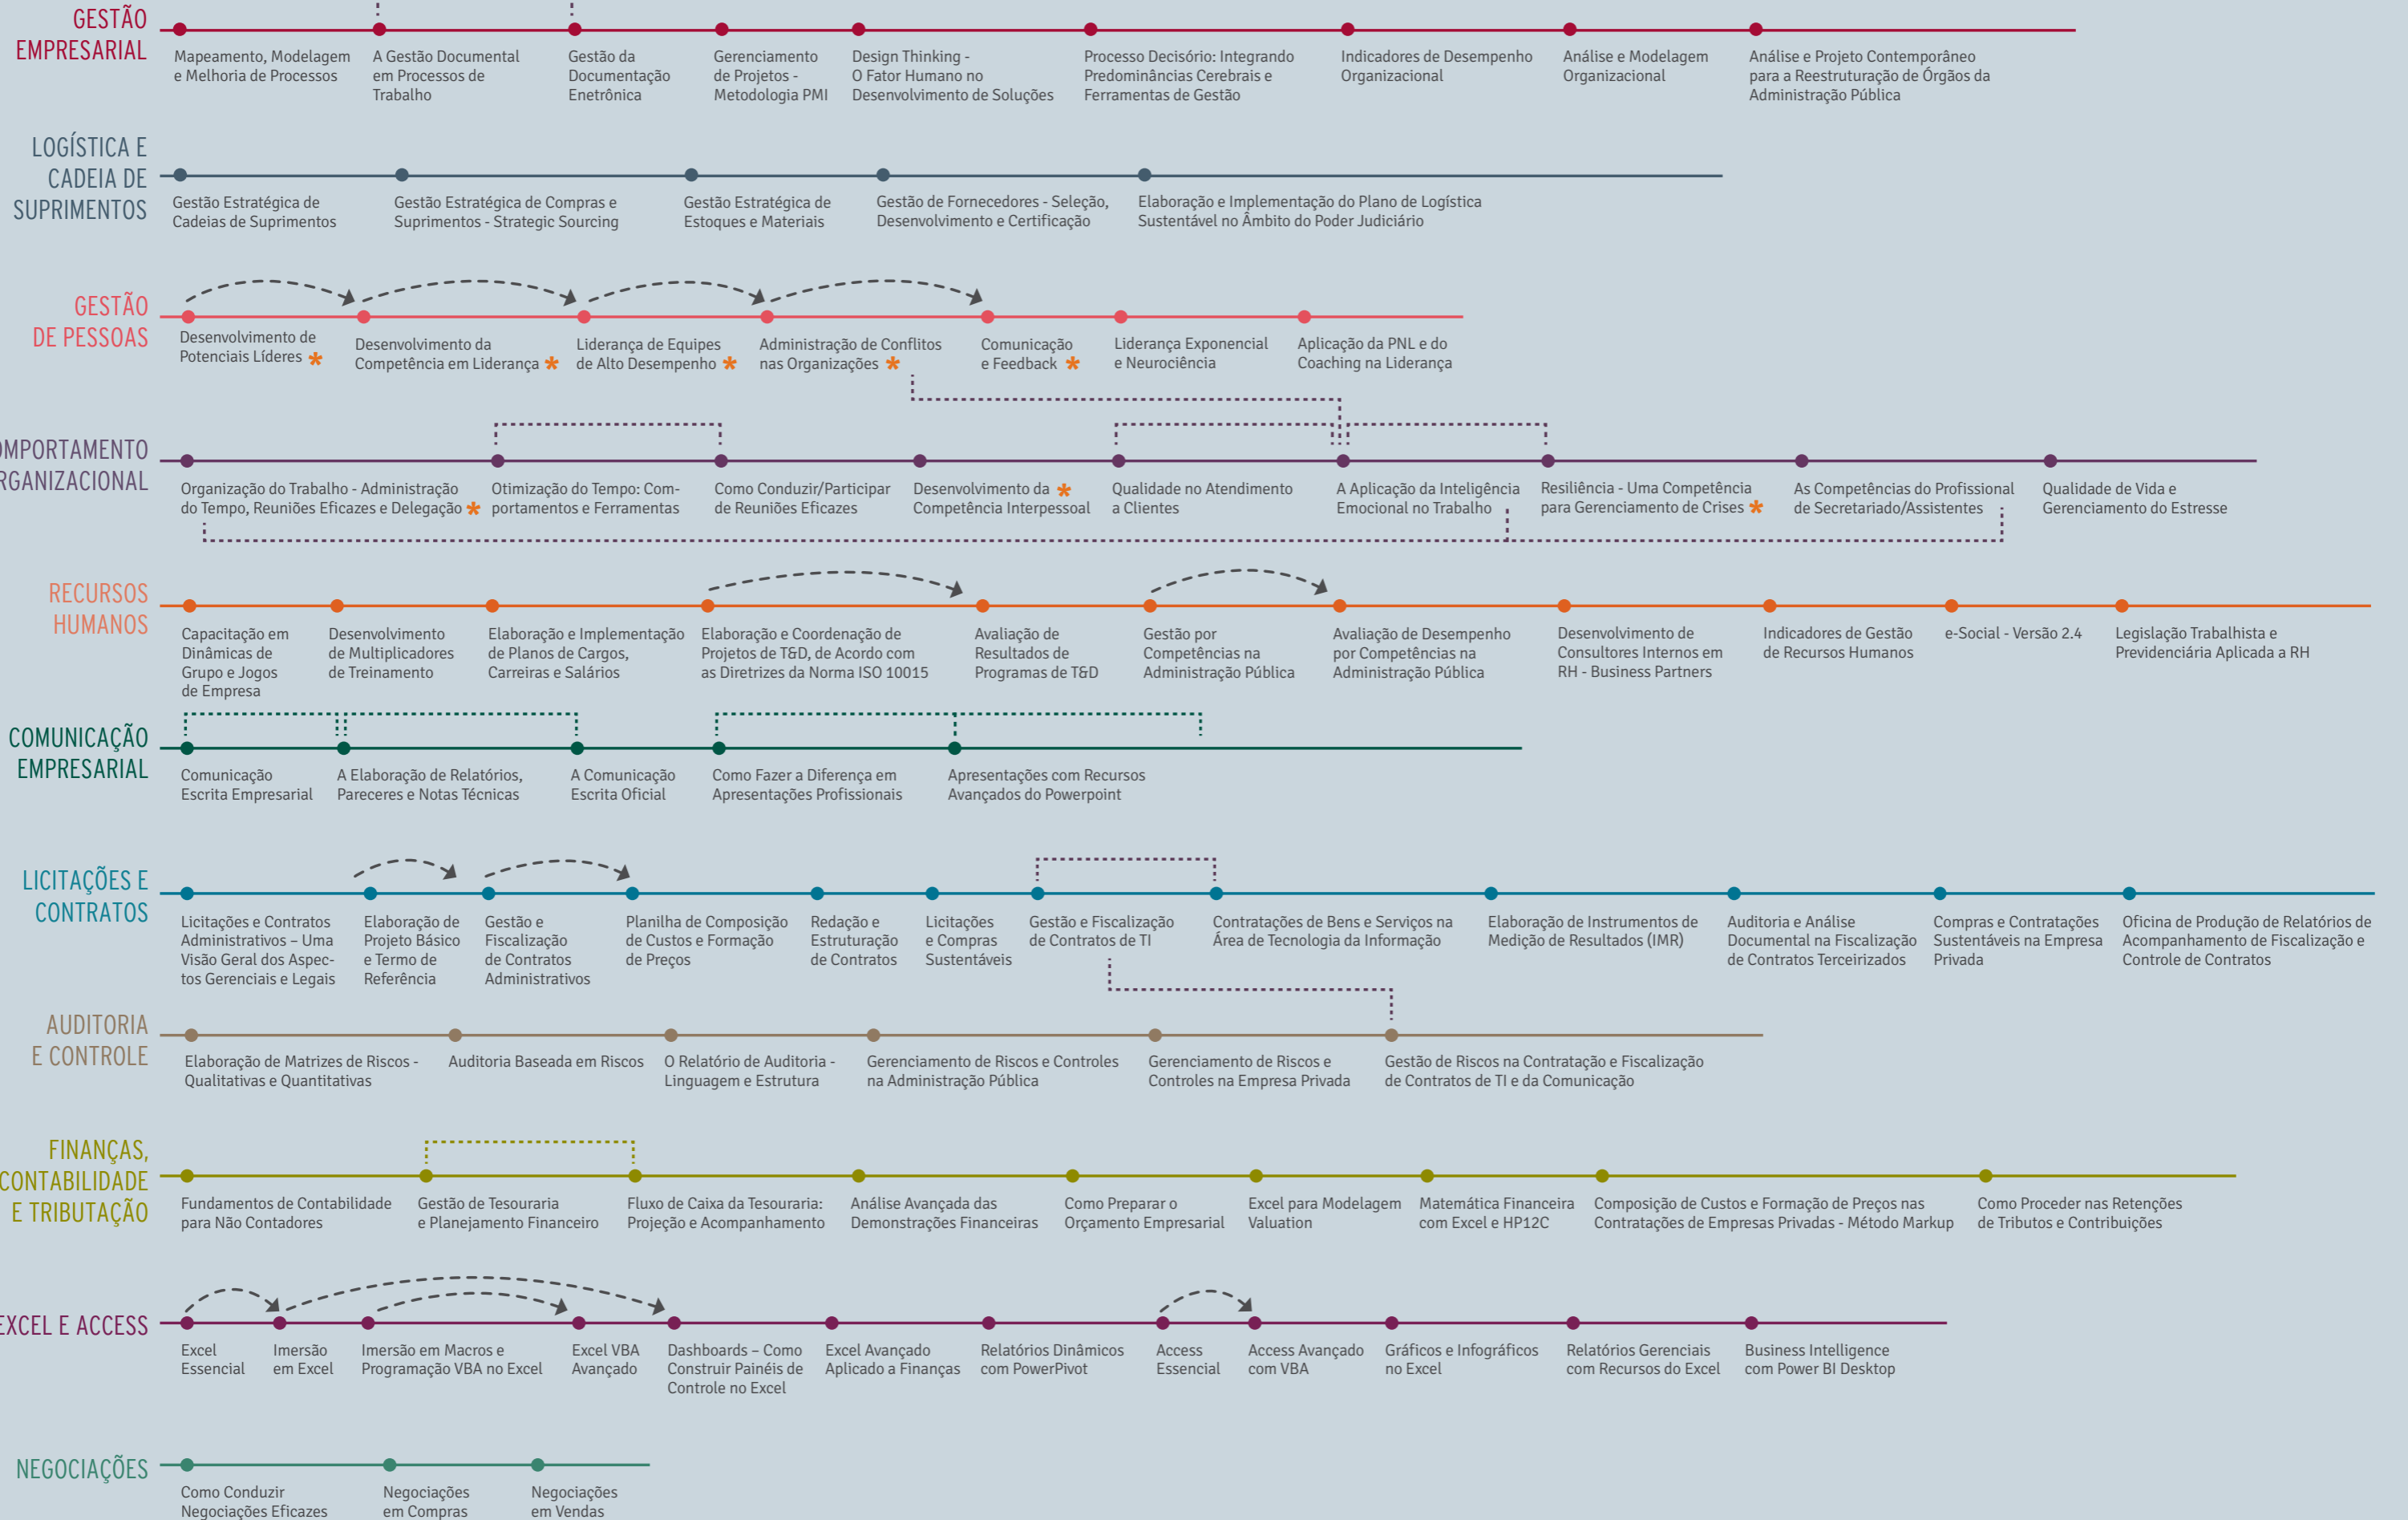 GESTÃO
EMPRESARIAL
Mapeamento, Modelagem
e Melhoria de Processos
A Gestão Documental
em Processos de
Trabalho
Gestão da
Documentação
Enetrônica
Gerenciamento
de Projetos -
Metodologia PMI
Design Thinking -
O Fator Humano no
Desenvolvimento de Soluções
Processo Decisório: Integrando
Predominâncias Cerebrais e
Ferramentas de Gestão
Indicadores de Desempenho
Organizacional
Análise e Modelagem
Organizacional
Análise e Projeto Contemporâneo
para a Reestruturação de Órgãos da
Administração Pública
LOGÍSTICA E
CADEIA DE
SUPRIMENTOS
Gestão Estratégica de
Cadeias de Suprimentos
Gestão Estratégica de Compras e
Suprimentos - Strategic Sourcing
Gestão Estratégica de
Estoques e Materiais
Gestão de Fornecedores - Seleção,
Desenvolvimento e Certificação
Elaboração e Implementação do Plano de Logística
Sustentável no Âmbito do Poder Judiciário
GESTÃO
DE PESSOAS
Desenvolvimento de
Potenciais Líderes *
Desenvolvimento da
Competência em Liderança *
Liderança de Equipes
de Alto Desempenho *
Administração de Conflitos
nas Organizações *
Comunicação
e Feedback *
Liderança Exponencial
e Neurociência
Aplicação da PNL e do
Coaching na Liderança
OMPORTAMENTO
RGANIZACIONAL
Organização do Trabalho - Administração
do Tempo, Reuniões Eficazes e Delegação *
Otimização do Tempo: Com-
portamentos e Ferramentas
Como Conduzir/Participar
de Reuniões Eficazes
Desenvolvimento da *
Competência Interpessoal
Qualidade no Atendimento
a Clientes
A Aplicação da Inteligência
Emocional no Trabalho
Resiliência - Uma Competência
para Gerenciamento de Crises *
As Competências do Profissional
de Secretariado/Assistentes
Qualidade de Vida e
Gerenciamento do Estresse
RECURSOS
HUMANOS
Capacitação em
Dinâmicas de
Grupo e Jogos
de Empresa
Desenvolvimento
de Multiplicadores
de Treinamento
Elaboração e Implementação
de Planos de Cargos,
Carreiras e Salários
Elaboração e Coordenação de
Projetos de T&D, de Acordo com
as Diretrizes da Norma ISO 10015
Avaliação de
Resultados de
Programas de T&D
Gestão por
Competências na
Administração Pública
Avaliação de Desempenho
por Competências na
Administração Pública
Desenvolvimento de
Consultores Internos em
RH - Business Partners
Indicadores de Gestão
de Recursos Humanos
e-Social - Versão 2.4
Legislação Trabalhista e
Previdenciária Aplicada a RH
COMUNICAÇÃO
EMPRESARIAL
Comunicação
Escrita Empresarial
A Elaboração de Relatórios,
Pareceres e Notas Técnicas
A Comunicação
Escrita Oficial
Como Fazer a Diferença em
Apresentações Profissionais
Apresentações com Recursos
Avançados do Powerpoint
LICITAÇÕES E
CONTRATOS
Licitações e Contratos
Administrativos – Uma
Visão Geral dos Aspec-
tos Gerenciais e Legais
Elaboração de
Projeto Básico
e Termo de
Referência
Gestão e
Fiscalização
de Contratos
Administrativos
Planilha de Composição
de Custos e Formação
de Preços
Redação e
Estruturação
de Contratos
Licitações
e Compras
Sustentáveis
Gestão e Fiscalização
de Contratos de TI
Contratações de Bens e Serviços na
Área de Tecnologia da Informação
Elaboração de Instrumentos de
Medição de Resultados (IMR)
Auditoria e Análise
Documental na Fiscalização
de Contratos Terceirizados
Compras e Contratações
Sustentáveis na Empresa
Privada
Oficina de Produção de Relatórios de
Acompanhamento de Fiscalização e
Controle de Contratos
AUDITORIA
E CONTROLE
Elaboração de Matrizes de Riscos -
Qualitativas e Quantitativas
Auditoria Baseada em Riscos
O Relatório de Auditoria -
Linguagem e Estrutura
Gerenciamento de Riscos e Controles
na Administração Pública
Gerenciamento de Riscos e
Controles na Empresa Privada
Gestão de Riscos na Contratação e Fiscalização
de Contratos de TI e da Comunicação
FINANÇAS,
CONTABILIDADE
E TRIBUTAÇÃO
Fundamentos de Contabilidade
para Não Contadores
Gestão de Tesouraria
e Planejamento Financeiro
Fluxo de Caixa da Tesouraria:
Projeção e Acompanhamento
Análise Avançada das
Demonstrações Financeiras
Como Preparar o
Orçamento Empresarial
Excel para Modelagem
Valuation
Matemática Financeira
com Excel e HP12C
Composição de Custos e Formação de Preços nas
Contratações de Empresas Privadas - Método Markup
Como Proceder nas Retenções
de Tributos e Contribuições
EXCEL E ACCESS
Excel
Essencial
Imersão
em Excel
Imersão em Macros e
Programação VBA no Excel
Excel VBA
Avançado
Dashboards – Como
Construir Painéis de
Controle no Excel
Excel Avançado
Aplicado a Finanças
Relatórios Dinâmicos
com PowerPivot
Access
Essencial
Access Avançado
com VBA
Gráficos e Infográficos
no Excel
Relatórios Gerenciais
com Recursos do Excel
Business Intelligence
com Power BI Desktop
NEGOCIAÇÕES
Como Conduzir
Negociações Eficazes
Negociações
em Compras
Negociações
em Vendas